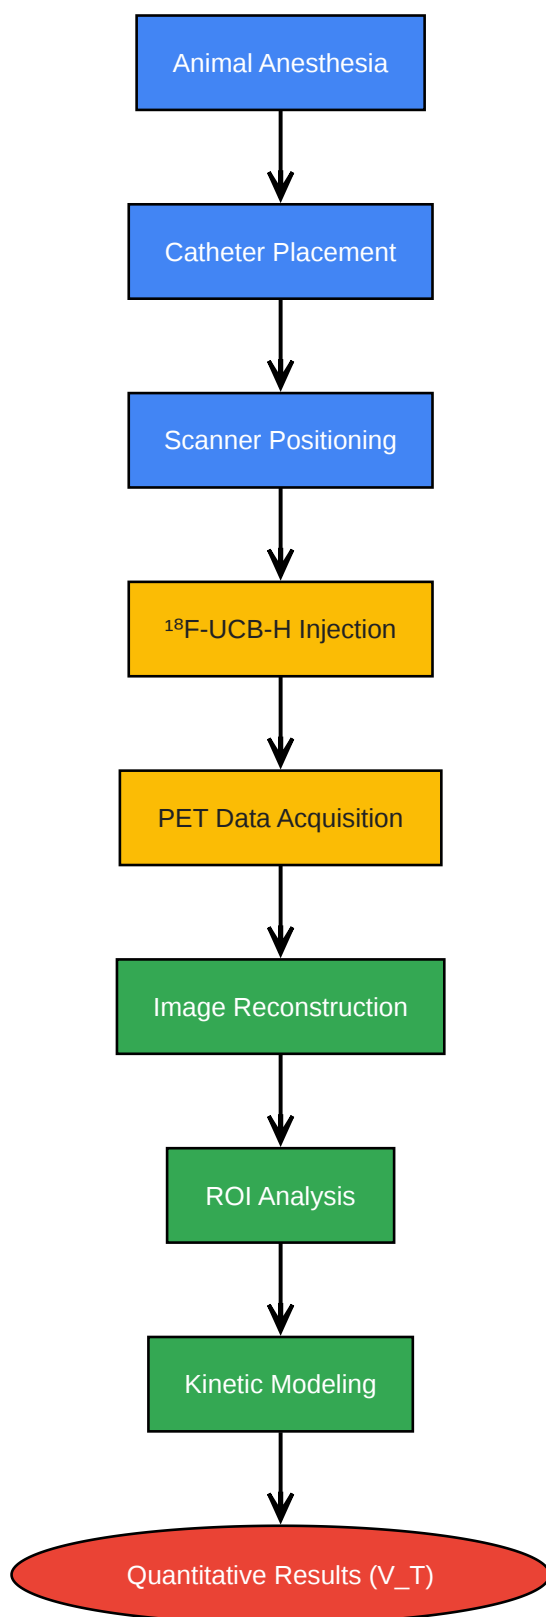 Animal Anesthesia
Catheter Placement
Scanner Positioning
¹⁸F-UCB-H Injection
PET Data Acquisition
Image Reconstruction
ROI Analysis
Kinetic Modeling
Quantitative Results (V_T)